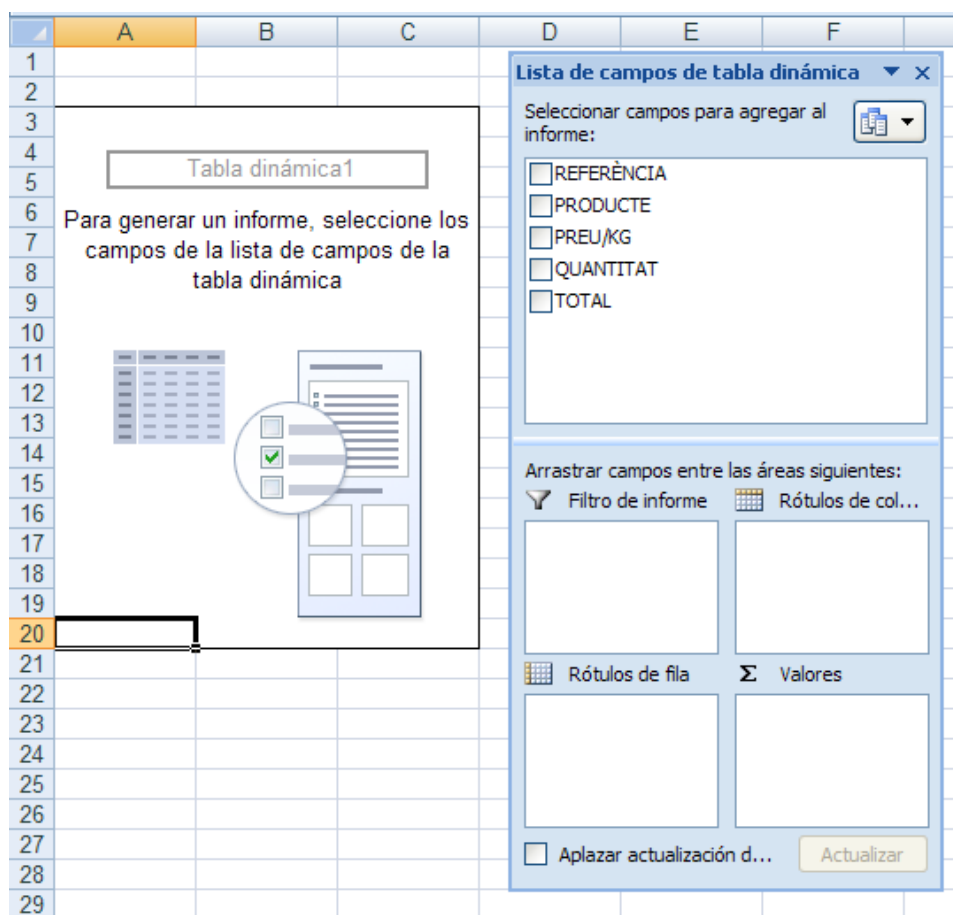 A B C D E F
1
2
3
4
5
6
7
8
9
10
11
12
13
14
15
16
17
18
19
20
21
22
23
24
25
26
27
28
29
Tabla dinámica1
Para generar un informe, seleccione los
campos de la lista de campos de la
tabla dinámica
Lista de campos de tabla dinámica
Seleccionar campos para agregar al
informe:
REFERÈNCIA
PRODUCTE
PREU/KG
QUANTITAT
TOTAL
Arrastrar campos entre las áreas siguientes:
Filtro de informe
Rótulos de col...
Rótulos de fila
Σ Valores
Aplazar actualización d...
Actualizar